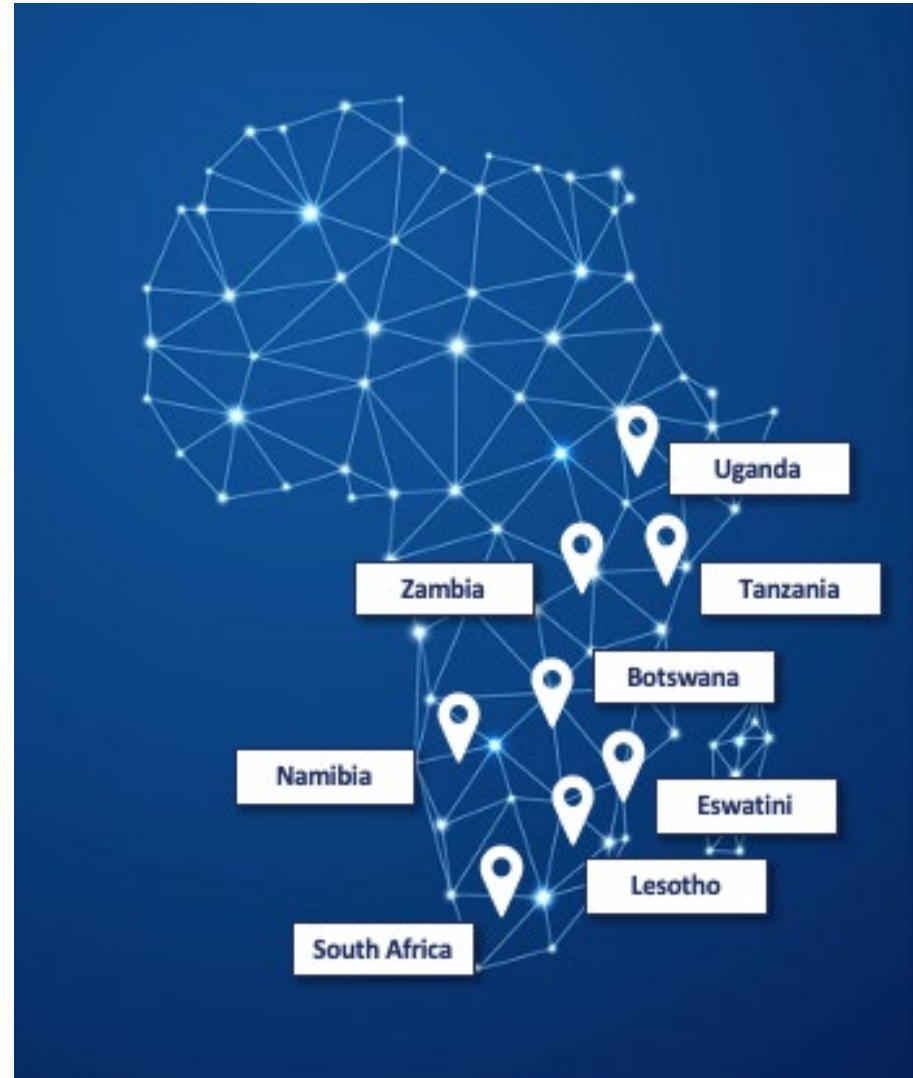 Uganda
Zambia
Tanzania
Botswana
Namibia
Eswatini
Lesotho
South Africa